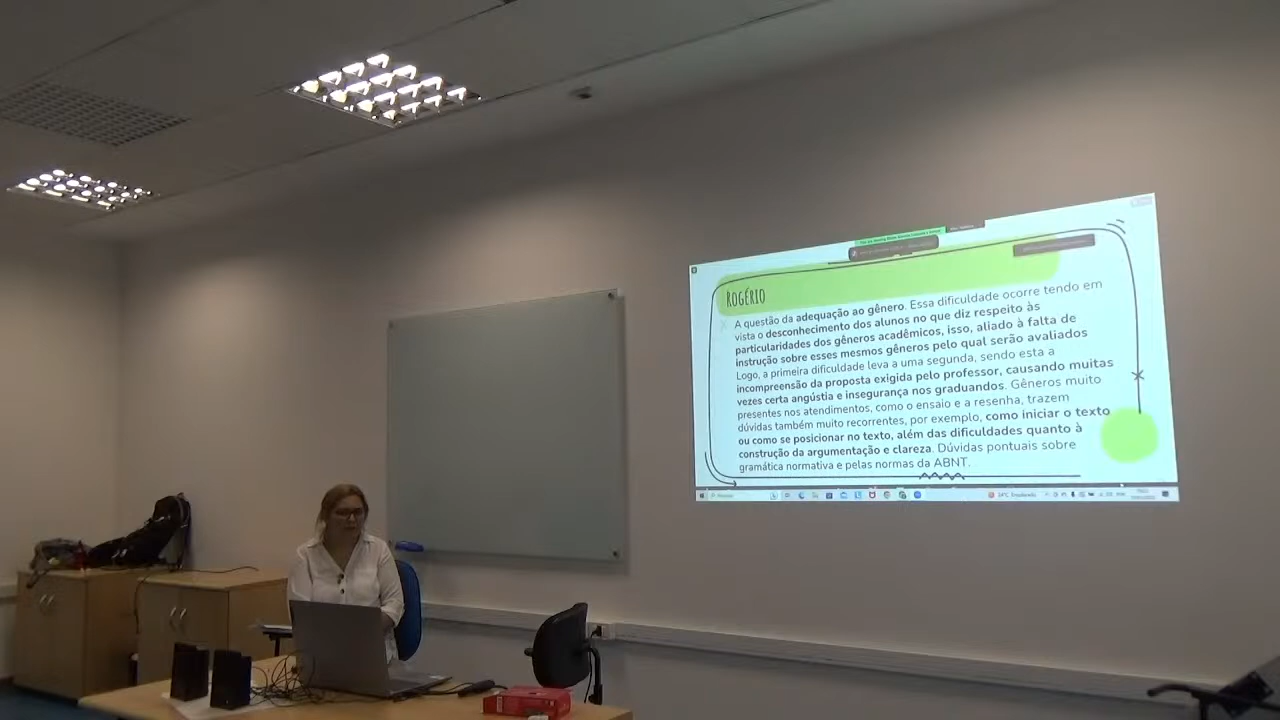 ROGÉRIO
A questão da adequação ao gênero. Essa dificuldade ocorre tendo em
vista o desconhecimento dos alunos no que diz respeito às
particularidades dos gêneros acadêmicos, isso, aliado à falta de
instrução sobre esses mesmos gêneros pelo qual serão avaliados
Logo, a primeira dificuldade leva a uma segunda, sendo esta a
incompreensão da proposta exigida pelo professor, causando muitas
vezes certa angústia e insegurança nos graduandos. Gêneros muito
presentes nos atendimentos, como o ensaio e a resenha, trazem
dúvidas também muito recorrentes, por exemplo, como iniciar o texto
ou como se posicionar no texto, além das dificuldades quanto à
construção da argumentação e clareza. Dúvidas pontuais sobre
gramática normativa e pelas normas da ABNT.